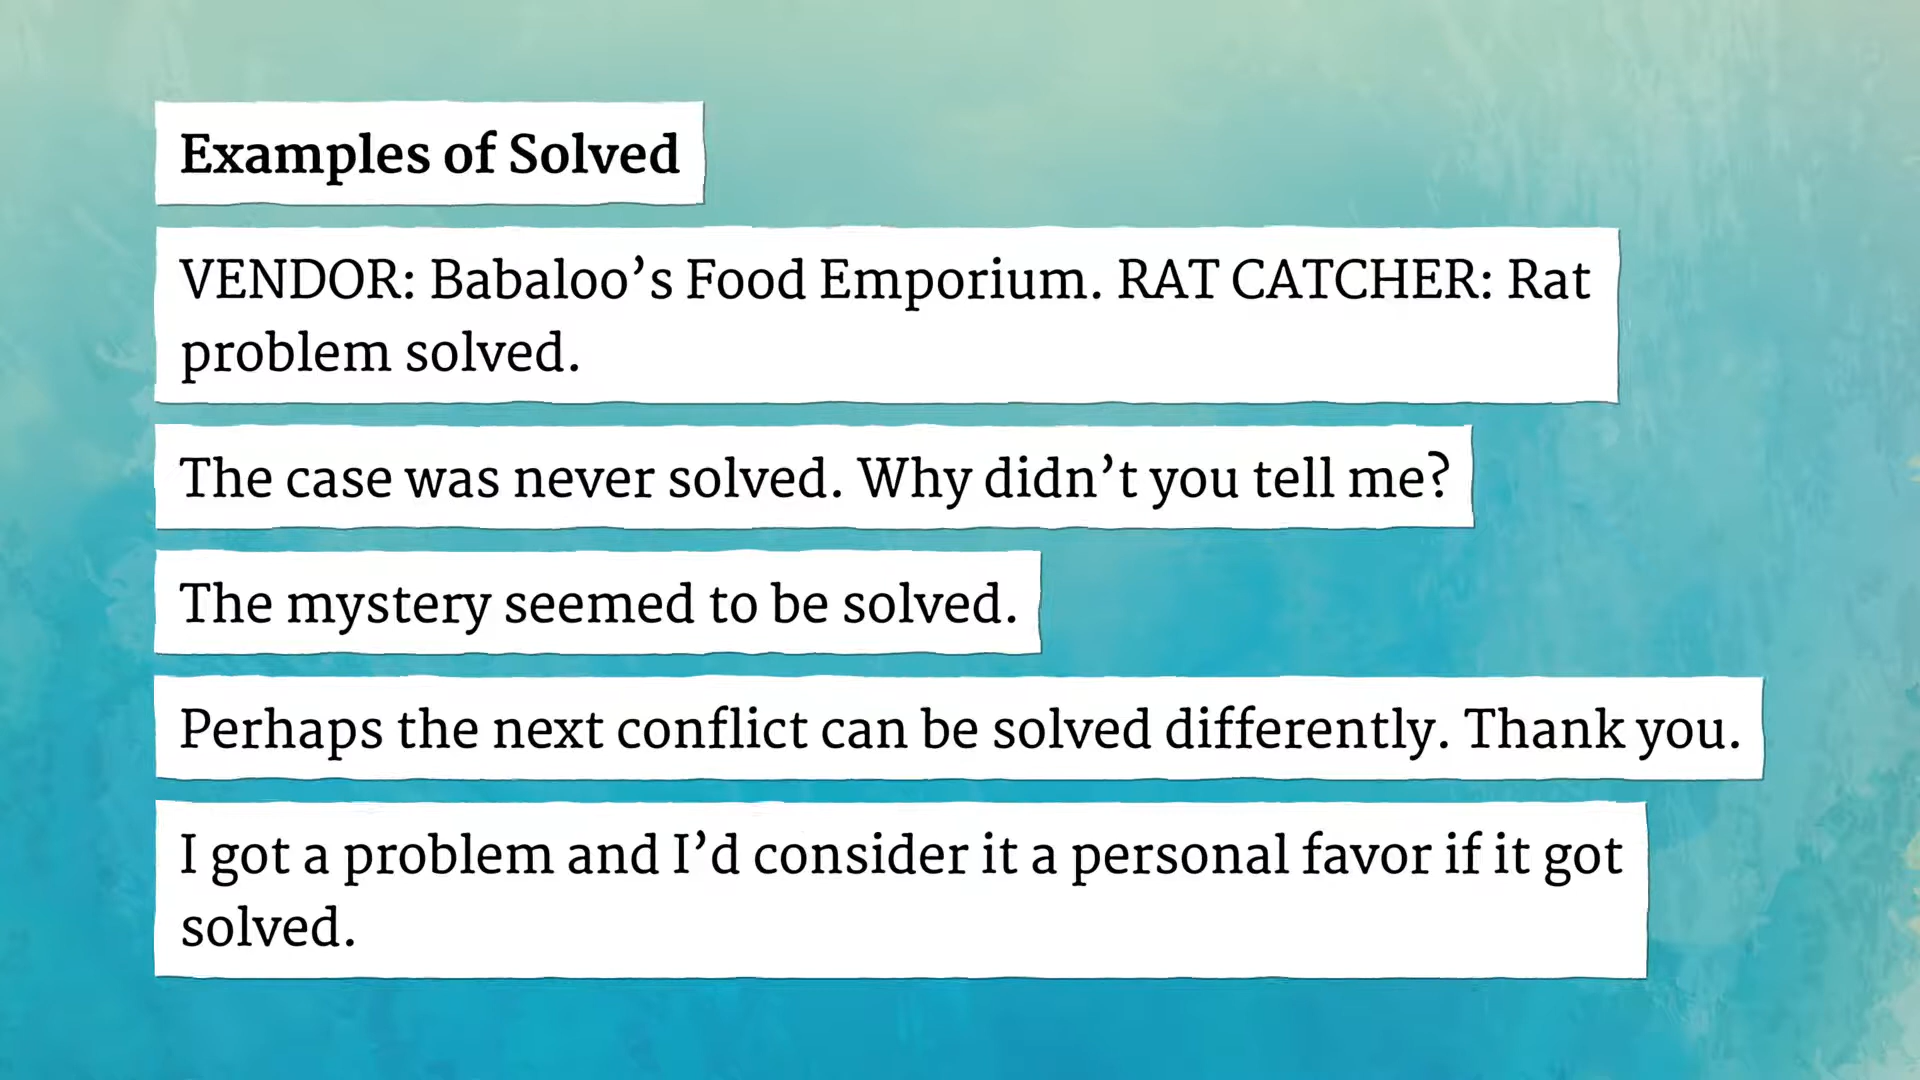 Examples of Solved
VENDOR: Babaloo’s Food Emporium. RAT CATCHER: Rat
problem solved.
The case was never solved. Why didn’t you tell me?
The mystery seemed to be solved.
Perhaps the next conflict can be solved differently. Thank you.
I got a problem and I’d consider it a personal favor if it got
solved.